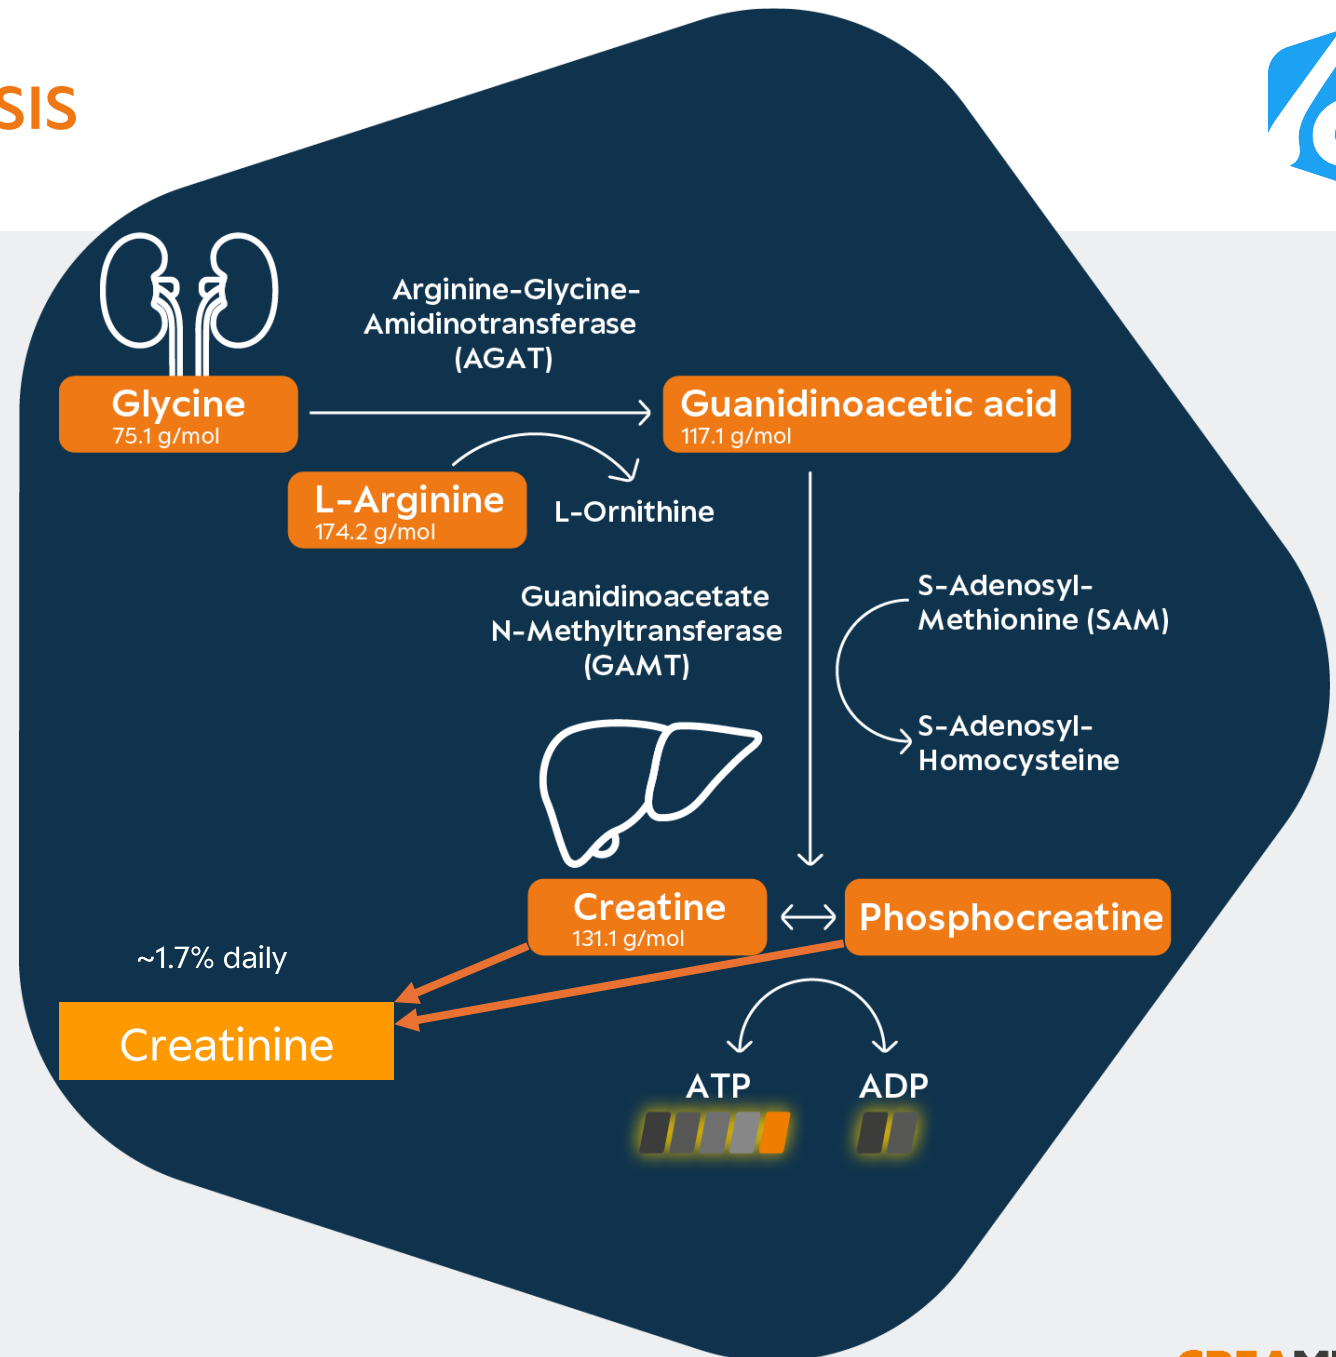 SIS
Arginine-Glycine-
Amidinotransferase
(AGAT)
Glycine
75.1 g/mol
Guanidinoacetic acid
117.1 g/mol
L-Arginine
174.2 g/mol
L-Ornithine
Guanidinoacetate
N-Methyltransferase
(GAMT)
S-Adenosyl-
Methionine (SAM)
S-Adenosyl-
Homocysteine
Creatine
131.1 g/mol
Phosphocreatine
~1.7% daily
Creatinine
ATP
ADP